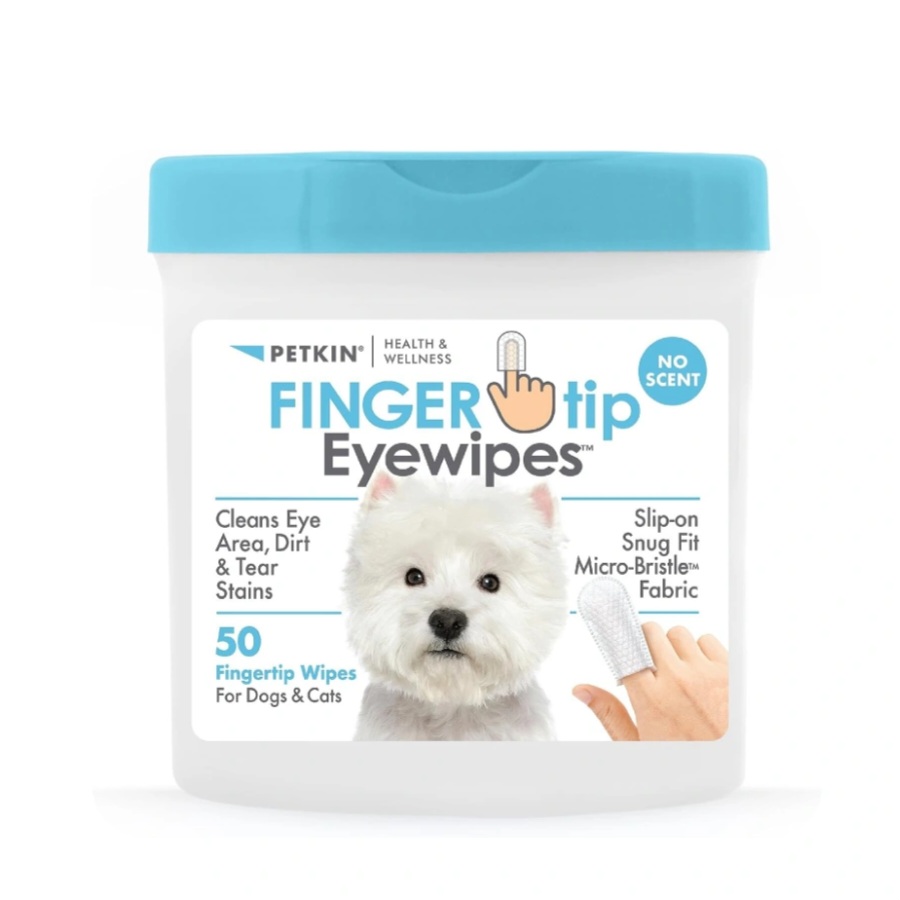 PETKIN® | HEALTH & WELLNESS
NO SCENT
FINGER tip
Eyewipes™
Cleans Eye
Area, Dirt
& Tear
Stains
Slip-on
Snug Fit
Micro-Bristle™
Fabric
50
Fingertip Wipes
For Dogs & Cats